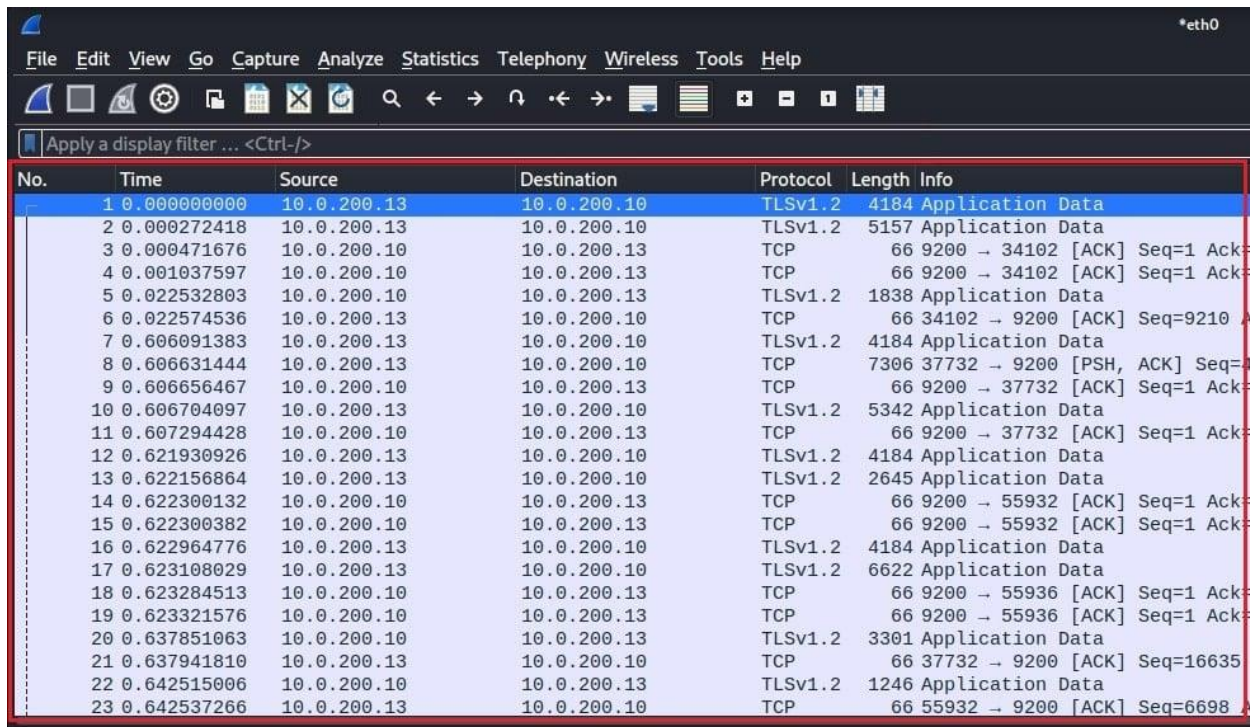 *eth0
File Edit View Go Capture Analyze Statistics Telephony Wireless Tools Help
Apply a display filter ... <Ctrl-/>
No. Time Source Destination Protocol Length Info
1 0.000000000 10.0.200.13 10.0.200.10 TLSv1.2 4184 Application Data
2 0.000272418 10.0.200.13 10.0.200.10 TLSv1.2 5157 Application Data
3 0.000471676 10.0.200.10 10.0.200.13 TCP 66 9200 → 34102 [ACK] Seq=1 Ack=
4 0.001037597 10.0.200.10 10.0.200.13 TCP 66 9200 → 34102 [ACK] Seq=1 Ack=
5 0.022532803 10.0.200.10 10.0.200.13 TLSv1.2 1838 Application Data
6 0.022574536 10.0.200.13 10.0.200.10 TCP 66 34102 → 9200 [ACK] Seq=9210 A
7 0.606091383 10.0.200.13 10.0.200.10 TLSv1.2 4184 Application Data
8 0.606631444 10.0.200.13 10.0.200.10 TCP 7306 37732 → 9200 [PSH, ACK] Seq=4
9 0.606656467 10.0.200.10 10.0.200.13 TCP 66 9200 → 37732 [ACK] Seq=1 Ack=
10 0.606704097 10.0.200.13 10.0.200.10 TLSv1.2 5342 Application Data
11 0.607294428 10.0.200.10 10.0.200.13 TCP 66 9200 → 37732 [ACK] Seq=1 Ack=
12 0.621930926 10.0.200.13 10.0.200.10 TLSv1.2 4184 Application Data
13 0.622156864 10.0.200.13 10.0.200.10 TLSv1.2 2645 Application Data
14 0.622300132 10.0.200.10 10.0.200.13 TCP 66 9200 → 55932 [ACK] Seq=1 Ack=
15 0.622300382 10.0.200.10 10.0.200.13 TCP 66 9200 → 55932 [ACK] Seq=1 Ack=
16 0.622964776 10.0.200.13 10.0.200.10 TLSv1.2 4184 Application Data
17 0.623108029 10.0.200.13 10.0.200.10 TLSv1.2 6622 Application Data
18 0.623284513 10.0.200.10 10.0.200.13 TCP 66 9200 → 55936 [ACK] Seq=1 Ack=
19 0.623321576 10.0.200.10 10.0.200.13 TCP 66 9200 → 55936 [ACK] Seq=1 Ack=
20 0.637851063 10.0.200.10 10.0.200.13 TLSv1.2 3301 Application Data
21 0.637941810 10.0.200.13 10.0.200.10 TCP 66 37732 → 9200 [ACK] Seq=16635
22 0.642515006 10.0.200.10 10.0.200.13 TLSv1.2 1246 Application Data
23 0.642537266 10.0.200.13 10.0.200.10 TCP 66 55932 → 9200 [ACK] Seq=6698 A